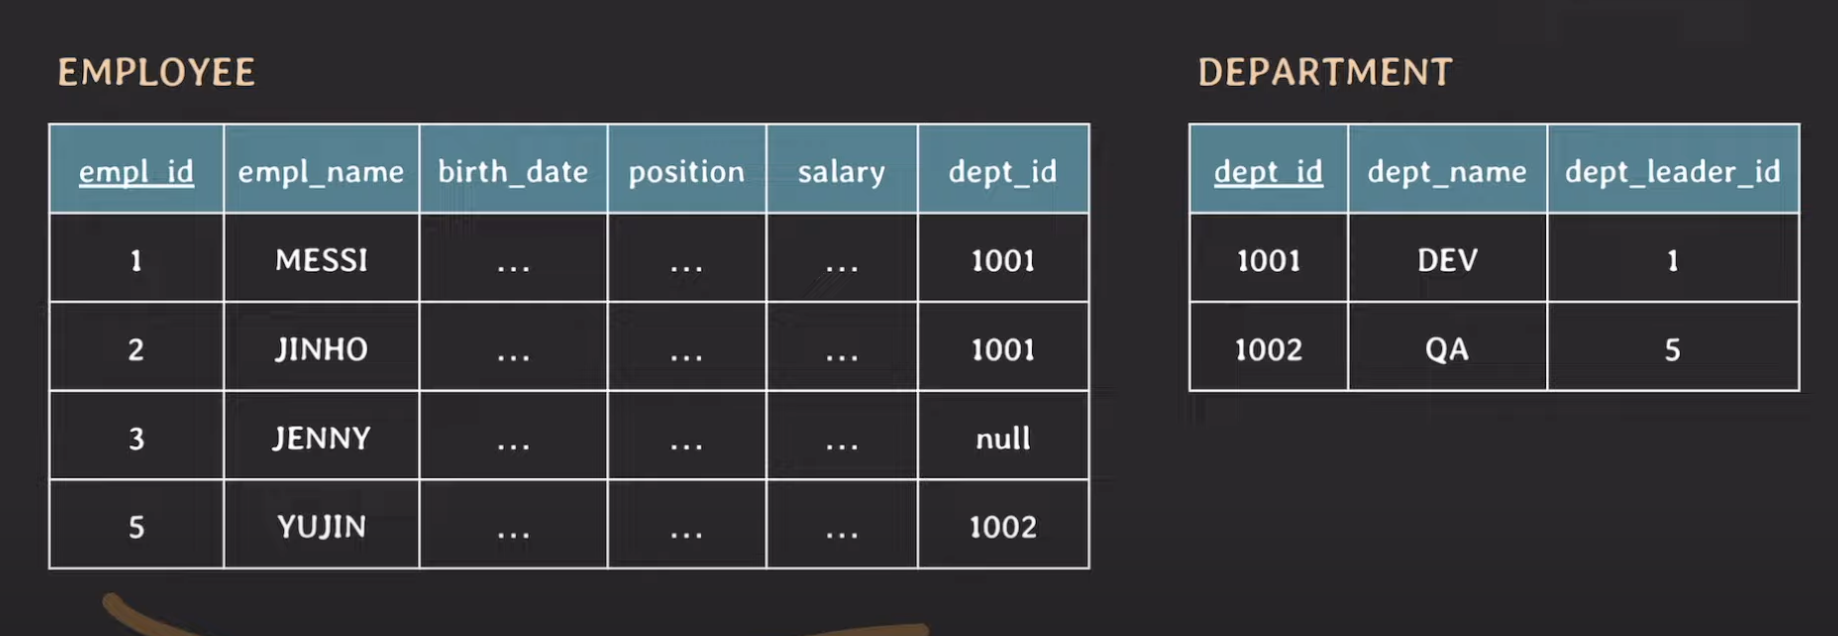 EMPLOYEE
empl_id empl_name birth_date position salary dept_id
1 MESSI ... ... ... 1001
2 JINHO ... ... ... 1001
3 JENNY ... ... ... null
5 YUJIN ... ... ... 1002
DEPARTMENT
dept_id dept_name dept_leader_id
1001 DEV 1
1002 QA 5